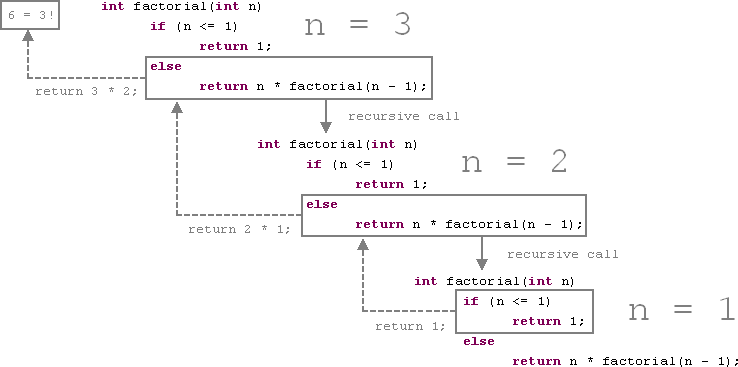 6 = 3!
int factorial(int n)
if (n <= 1)
return 1;
n = 3
else
return n * factorial(n - 1);
return 3 * 2;
recursive call
int factorial(int n)
if (n <= 1)
return 1;
n = 2
else
return n * factorial(n - 1);
return 2 * 1;
recursive call
int factorial(int n)
if (n <= 1)
return 1;
n = 1
return 1;
else
return n * factorial(n - 1);